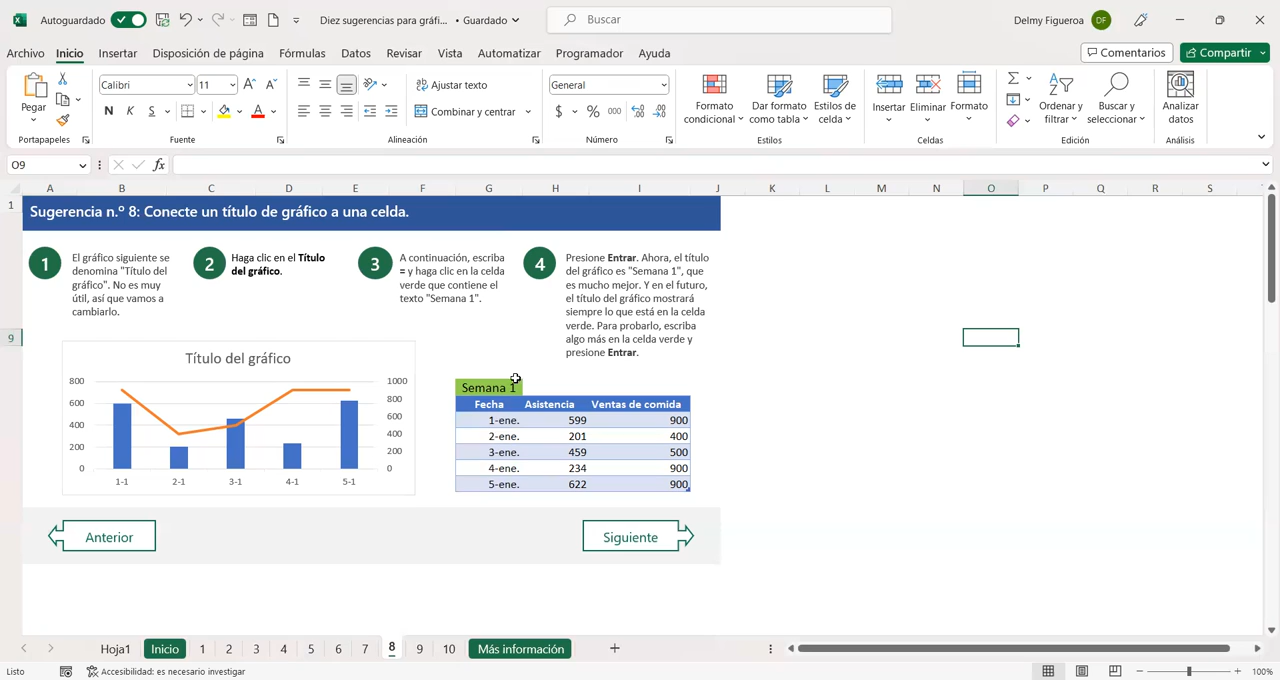 Autoguardado
Diez sugerencias para gráfi... • Guardado
Buscar
Delmy Figueroa
DF
Archivo Inicio Insertar Disposición de página Fórmulas Datos Revisar Vista Automatizar Programador Ayuda
Comentarios
Compartir
Pegar
Portapapeles
Calibri 11
N K S
Fuente
Ajustar texto
Combinar y centrar
Alineación
General
$ % 000
Número
Formato condicional
Dar formato como tabla
Estilos de celda
Estilos
Insertar
Eliminar
Formato
Celdas
Ordenar y filtrar
Buscar y seleccionar
Edición
Analizar datos
Análisis
O9
fx
A B C D E F G H I J K L M N O P Q R S
1
9
Sugerencia n.º 8: Conecte un título de gráfico a una celda.
1
El gráfico siguiente se
denomina "Título del
gráfico". No es muy
útil, así que vamos a
cambiarlo.
2
Haga clic en el Título
del gráfico.
3
A continuación, escriba
= y haga clic en la celda
verde que contiene el
texto "Semana 1".
4
Presione Entrar. Ahora, el título
del gráfico es "Semana 1", que
es mucho mejor. Y en el futuro,
el título del gráfico mostrará
siempre lo que está en la celda
verde. Para probarlo, escriba
algo más en la celda verde y
presione Entrar.
Título del gráfico
800
600
400
200
0
1000
800
600
400
200
0
1-1 2-1 3-1 4-1 5-1
Semana 1
Fecha Asistencia Ventas de comida
1-ene. 599 900
2-ene. 201 400
3-ene. 459 500
4-ene. 234 900
5-ene. 622 900
Anterior
Siguiente
Hoja1 Inicio 1 2 3 4 5 6 7 8 9 10 Más información
Listo
Accesibilidad: es necesario investigar
100%